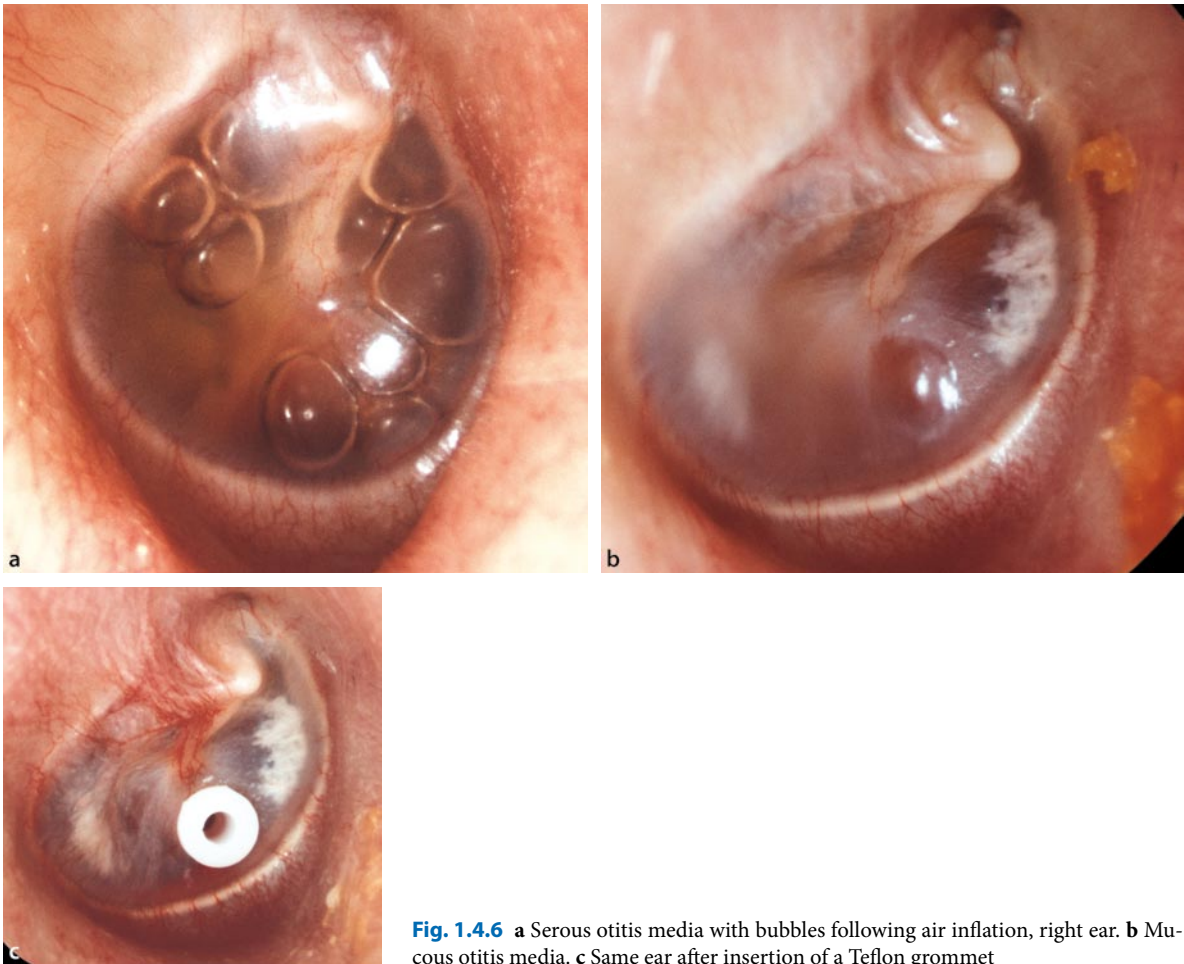 a
b
c
Fig. 1.4.6 a Serous otitis media with bubbles following air inflation, right ear. b Mu-
cous otitis media. c Same ear after insertion of a Teflon grommet